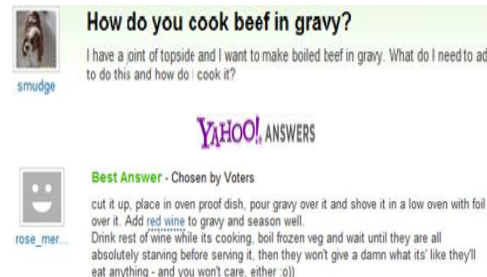 How do you cook beef in gravy?
I have a joint of topside and I want to make boiled beef in gravy. What do I need to ad
to do this and how do i cook it?
smudge
YAHOO! ANSWERS
Best Answer - Chosen by Voters
cut it up, place in oven proof dish, pour gravy over it and shove it in a low oven with foil
over it. Add red wine to gravy and season well.
rose_mer...
Drink rest of wine while its cooking, boil frozen veg and wait until they are all
absolutely starving before serving it, then they won't give a damn what its' like they'll
eat anything - and you won't care, either :o))